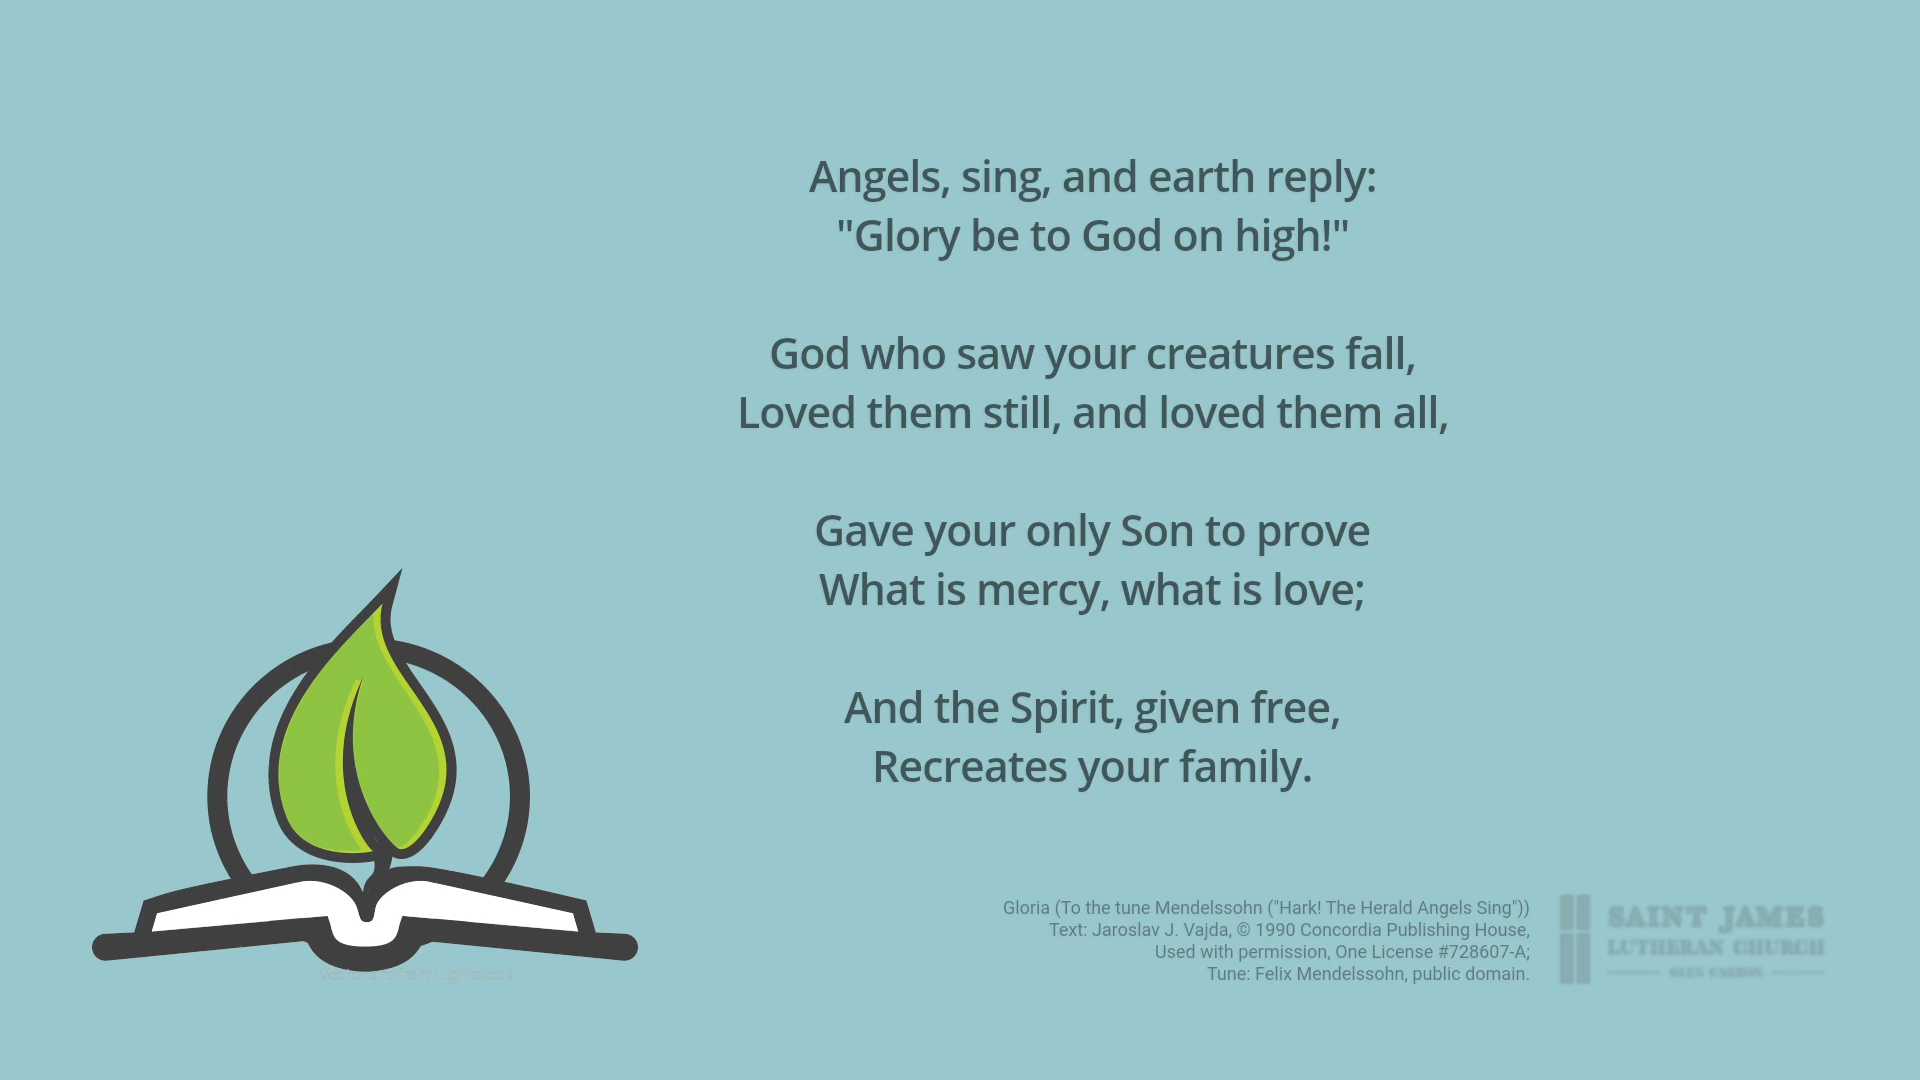 Angels, sing, and earth reply:
"Glory be to God on high!"
God who saw your creatures fall,
Loved them still, and loved them all,
Gave your only Son to prove
What is mercy, what is love;
And the Spirit, given free,
Recreates your family.
Gloria (To the tune Mendelssohn ("Hark! The Herald Angels Sing"))
Text: Jaroslav J. Vajda, © 1990 Concordia Publishing House,
Used with permission, One License #728607-A;
Tune: Felix Mendelssohn, public domain.
SAINT JAMES
LUTHERAN CHURCH
GLEN CARBON